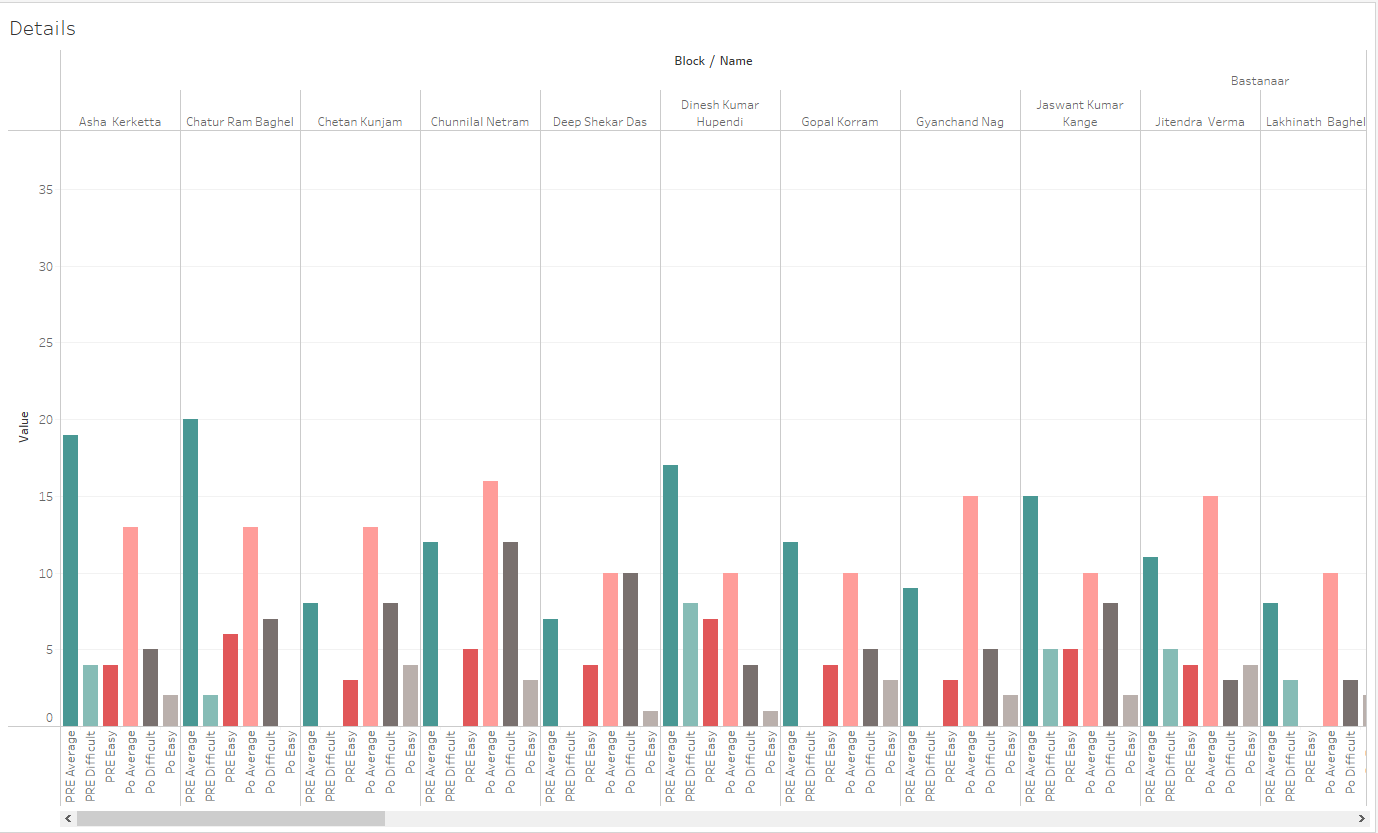 Details
Block / Name
Bastanaar
Asha Kerketta
Chatur Ram Baghel
Chetan Kunjam
Chunnilal Netram
Deep Shekar Das
Dinesh Kumar
Hupendi
Gopal Korram
Gyanchand Nag
Jaswant Kumar
Kange
Jitendra Verma
Lakhinath Baghel
Value
35
30
25
20
15
10
5
0
PRE Average
PRE Difficult
PRE Easy
Po Average
Po Difficult
Po Easy
PRE Average
PRE Difficult
PRE Easy
Po Average
Po Difficult
Po Easy
PRE Average
PRE Difficult
PRE Easy
Po Average
Po Difficult
Po Easy
PRE Average
PRE Difficult
PRE Easy
Po Average
Po Difficult
Po Easy
PRE Average
PRE Difficult
PRE Easy
Po Average
Po Difficult
Po Easy
PRE Average
PRE Difficult
PRE Easy
Po Average
Po Difficult
Po Easy
PRE Average
PRE Difficult
PRE Easy
Po Average
Po Difficult
Po Easy
PRE Average
PRE Difficult
PRE Easy
Po Average
Po Difficult
Po Easy
PRE Average
PRE Difficult
PRE Easy
Po Average
Po Difficult
Po Easy
PRE Average
PRE Difficult
PRE Easy
Po Average
Po Difficult
Po Easy
PRE Average
PRE Difficult
PRE Easy
Po Average
Po Difficult